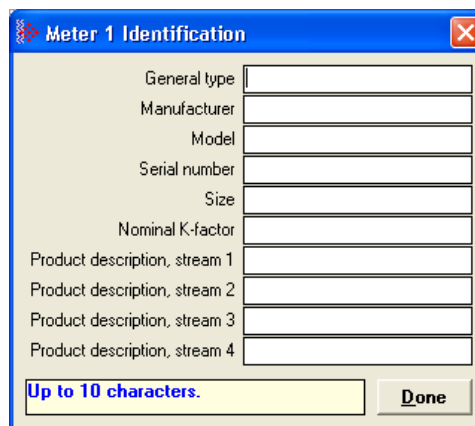 Meter 1 Identification
General type
Manufacturer
Model
Serial number
Size
Nominal K-factor
Product description, stream 1
Product description, stream 2
Product description, stream 3
Product description, stream 4
Up to 10 characters.
Done